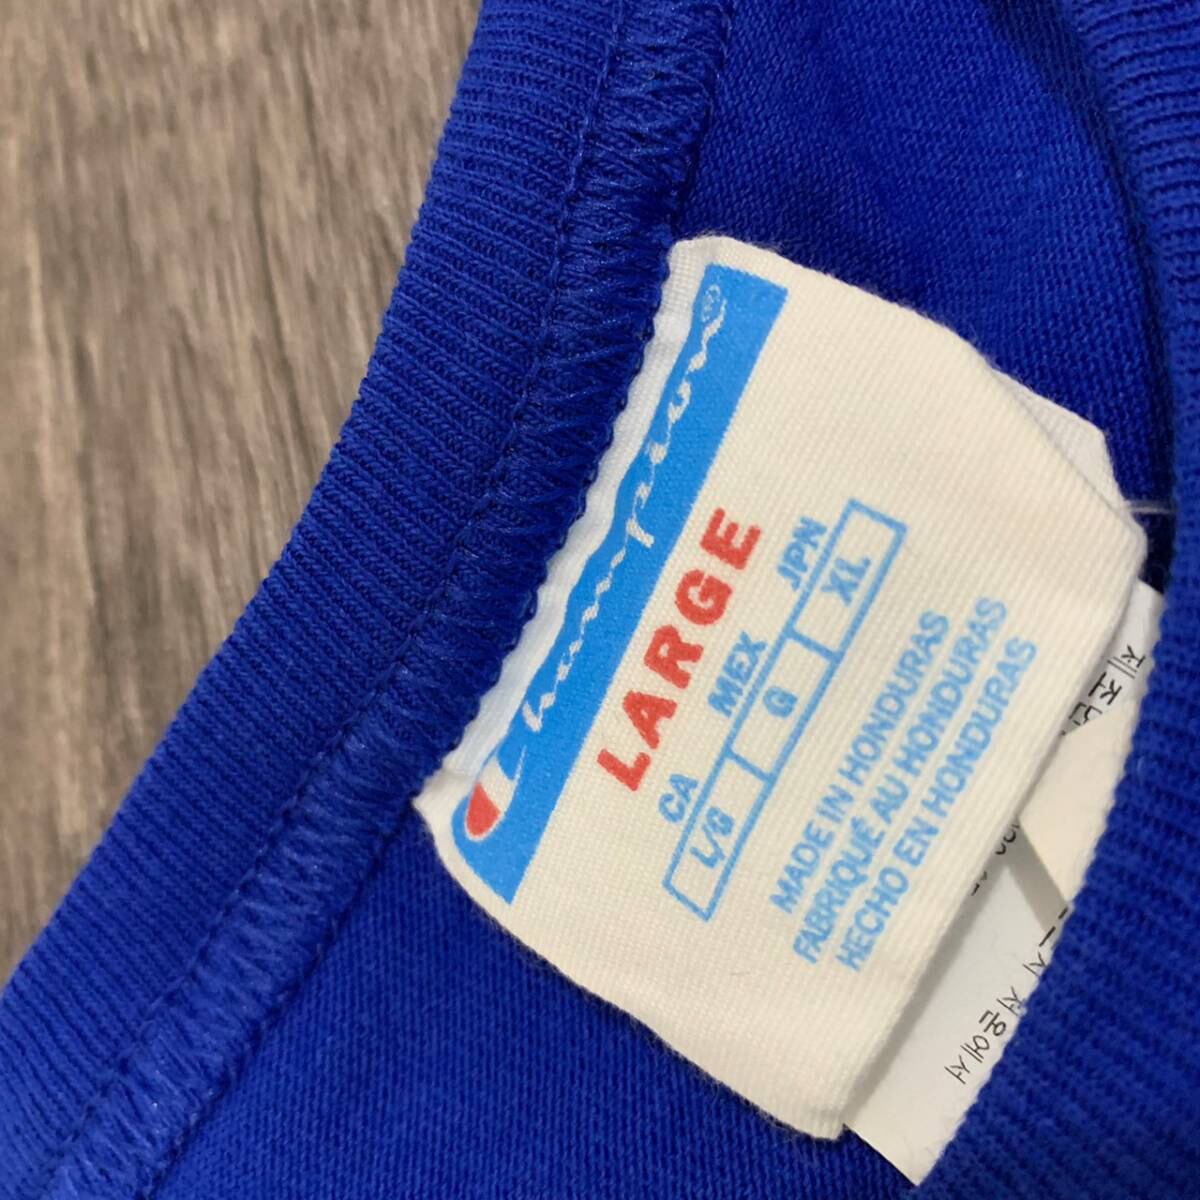 Champion®
LARGE
CA MEX JPN
L/G G XL
MADE IN HONDURAS
FABRIQUÉ AU HONDURAS
HECHO EN HONDURAS